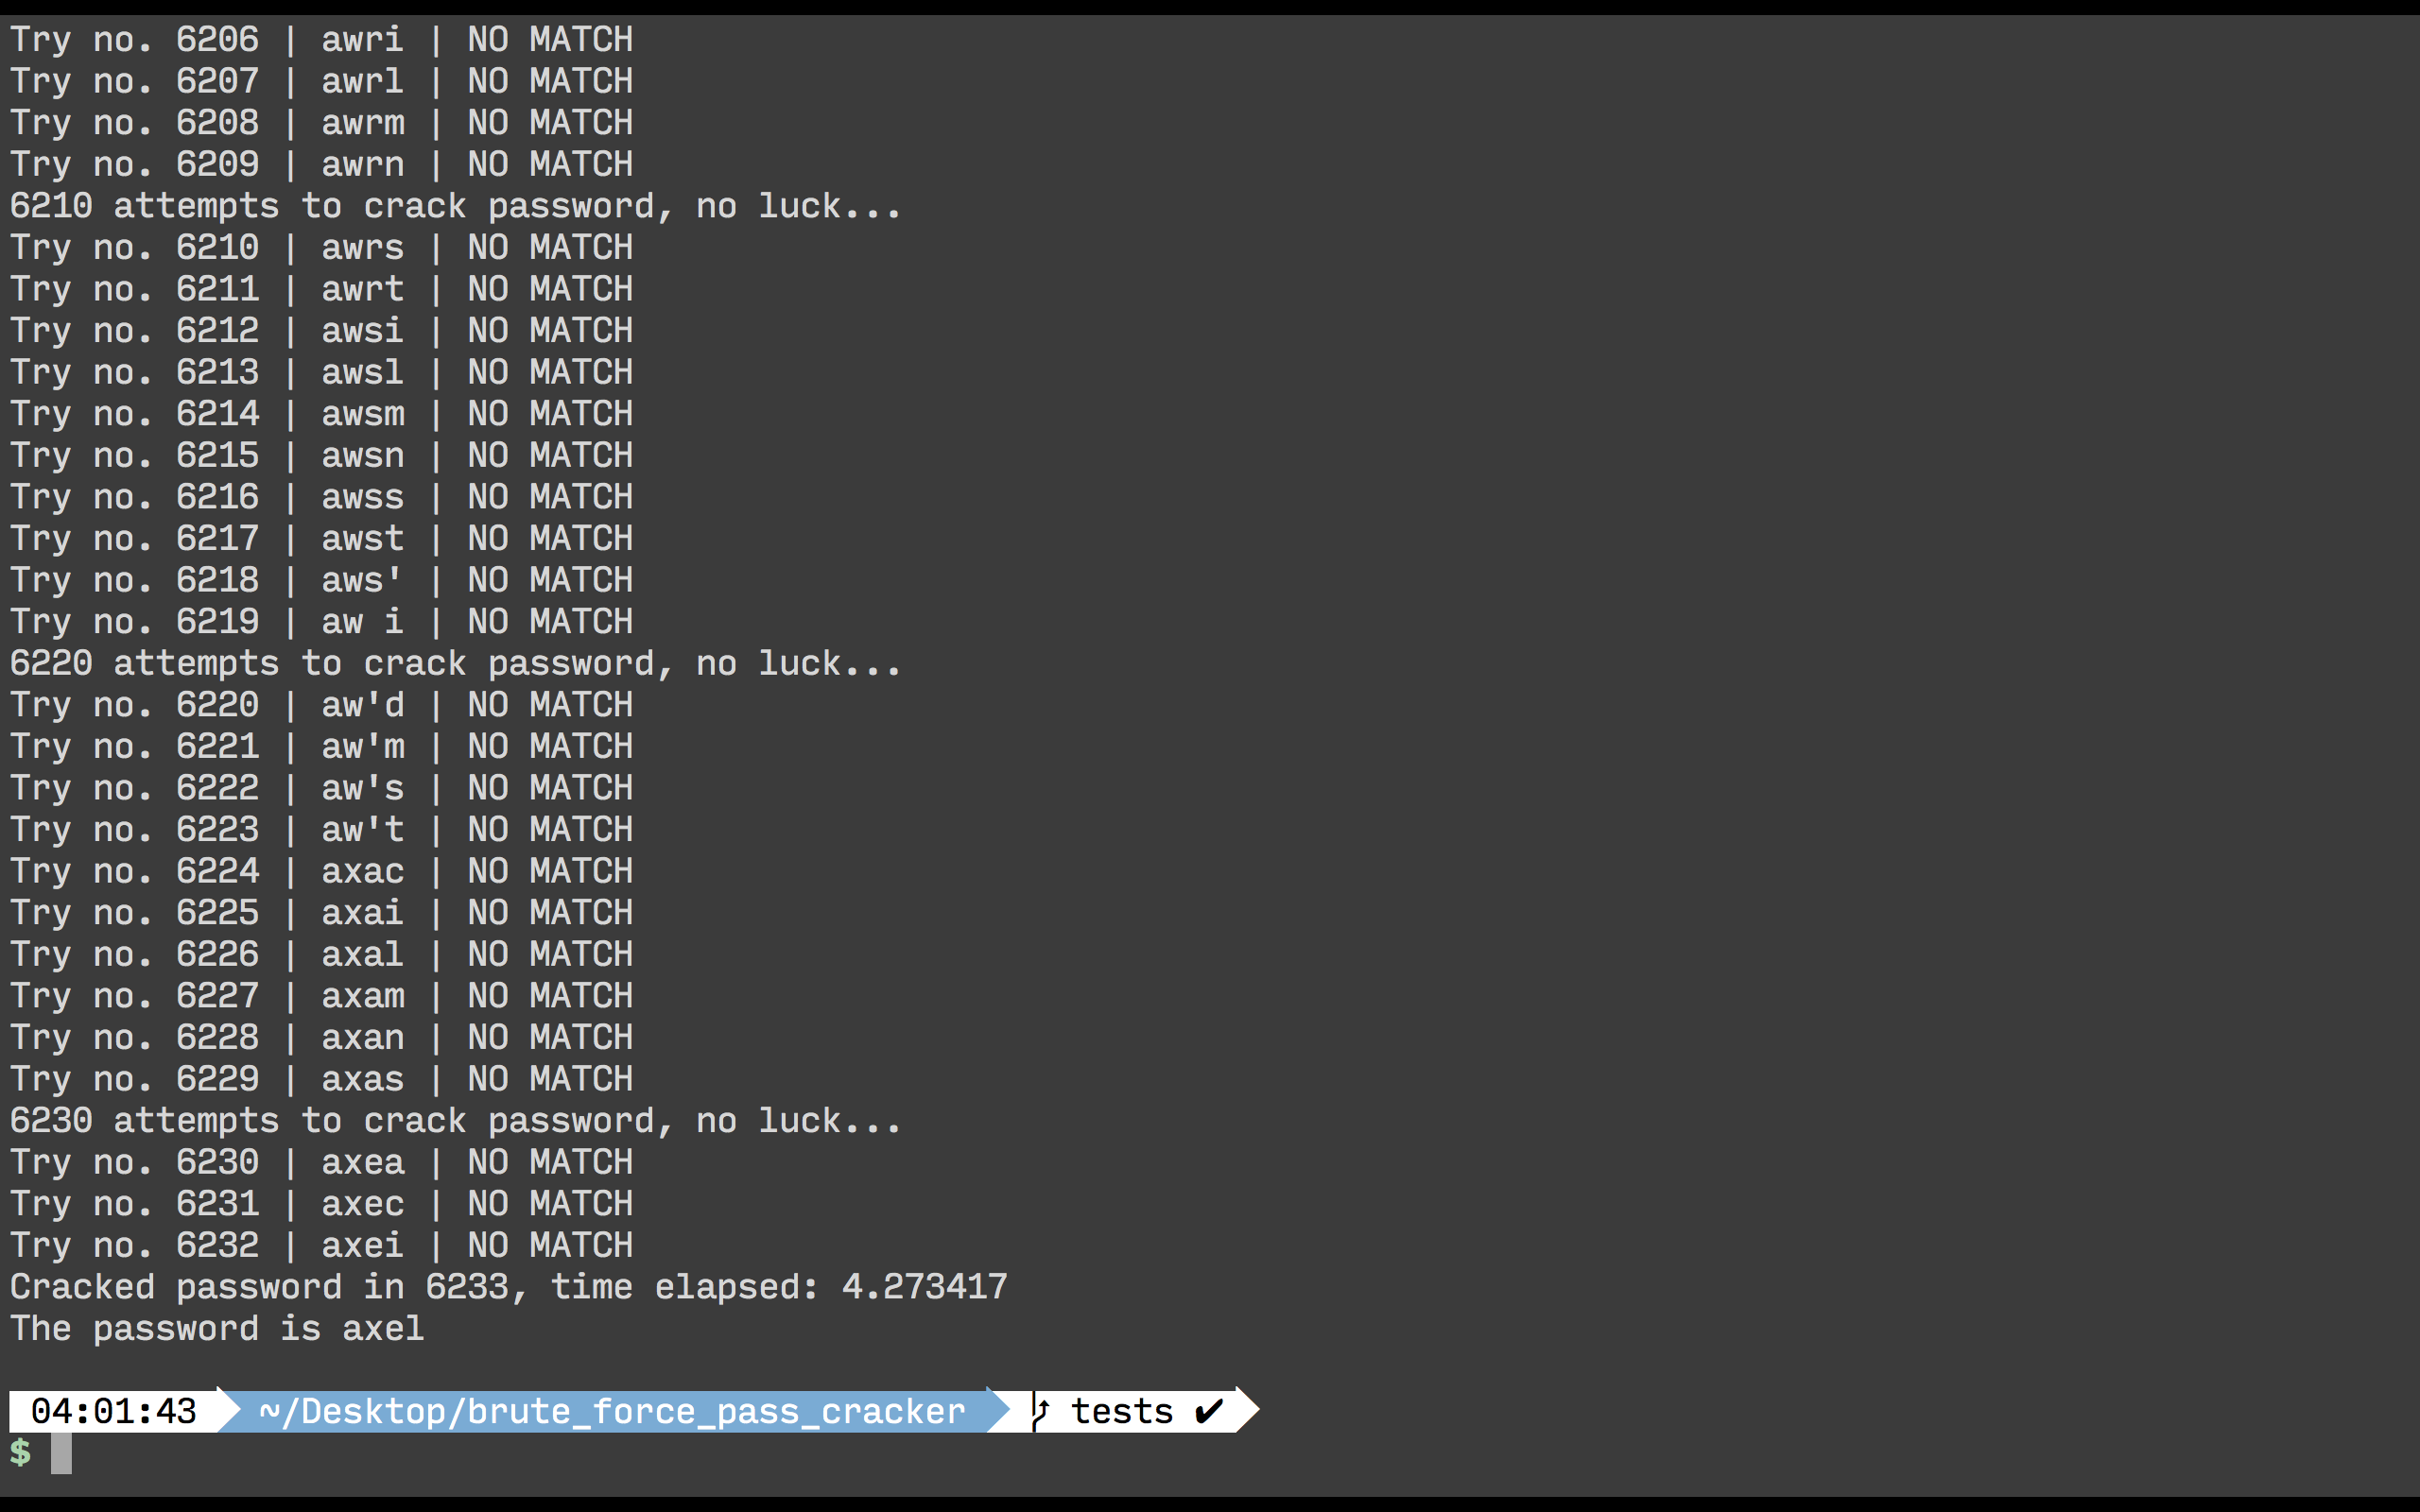 Try no. 6206 | awri | NO MATCH
Try no. 6207 | awrl | NO MATCH
Try no. 6208 | awrm | NO MATCH
Try no. 6209 | awrn | NO MATCH
6210 attempts to crack password, no luck...
Try no. 6210 | awrs | NO MATCH
Try no. 6211 | awrt | NO MATCH
Try no. 6212 | awsi | NO MATCH
Try no. 6213 | awsl | NO MATCH
Try no. 6214 | awsm | NO MATCH
Try no. 6215 | awsn | NO MATCH
Try no. 6216 | awss | NO MATCH
Try no. 6217 | awst | NO MATCH
Try no. 6218 | aws' | NO MATCH
Try no. 6219 | aw i | NO MATCH
6220 attempts to crack password, no luck...
Try no. 6220 | aw'd | NO MATCH
Try no. 6221 | aw'm | NO MATCH
Try no. 6222 | aw's | NO MATCH
Try no. 6223 | aw't | NO MATCH
Try no. 6224 | axac | NO MATCH
Try no. 6225 | axai | NO MATCH
Try no. 6226 | axal | NO MATCH
Try no. 6227 | axam | NO MATCH
Try no. 6228 | axan | NO MATCH
Try no. 6229 | axas | NO MATCH
6230 attempts to crack password, no luck...
Try no. 6230 | axea | NO MATCH
Try no. 6231 | axec | NO MATCH
Try no. 6232 | axei | NO MATCH
Cracked password in 6233, time elapsed: 4.273417
The password is axel
04:01:43 ~/Desktop/brute_force_pass_cracker tests ✔
$